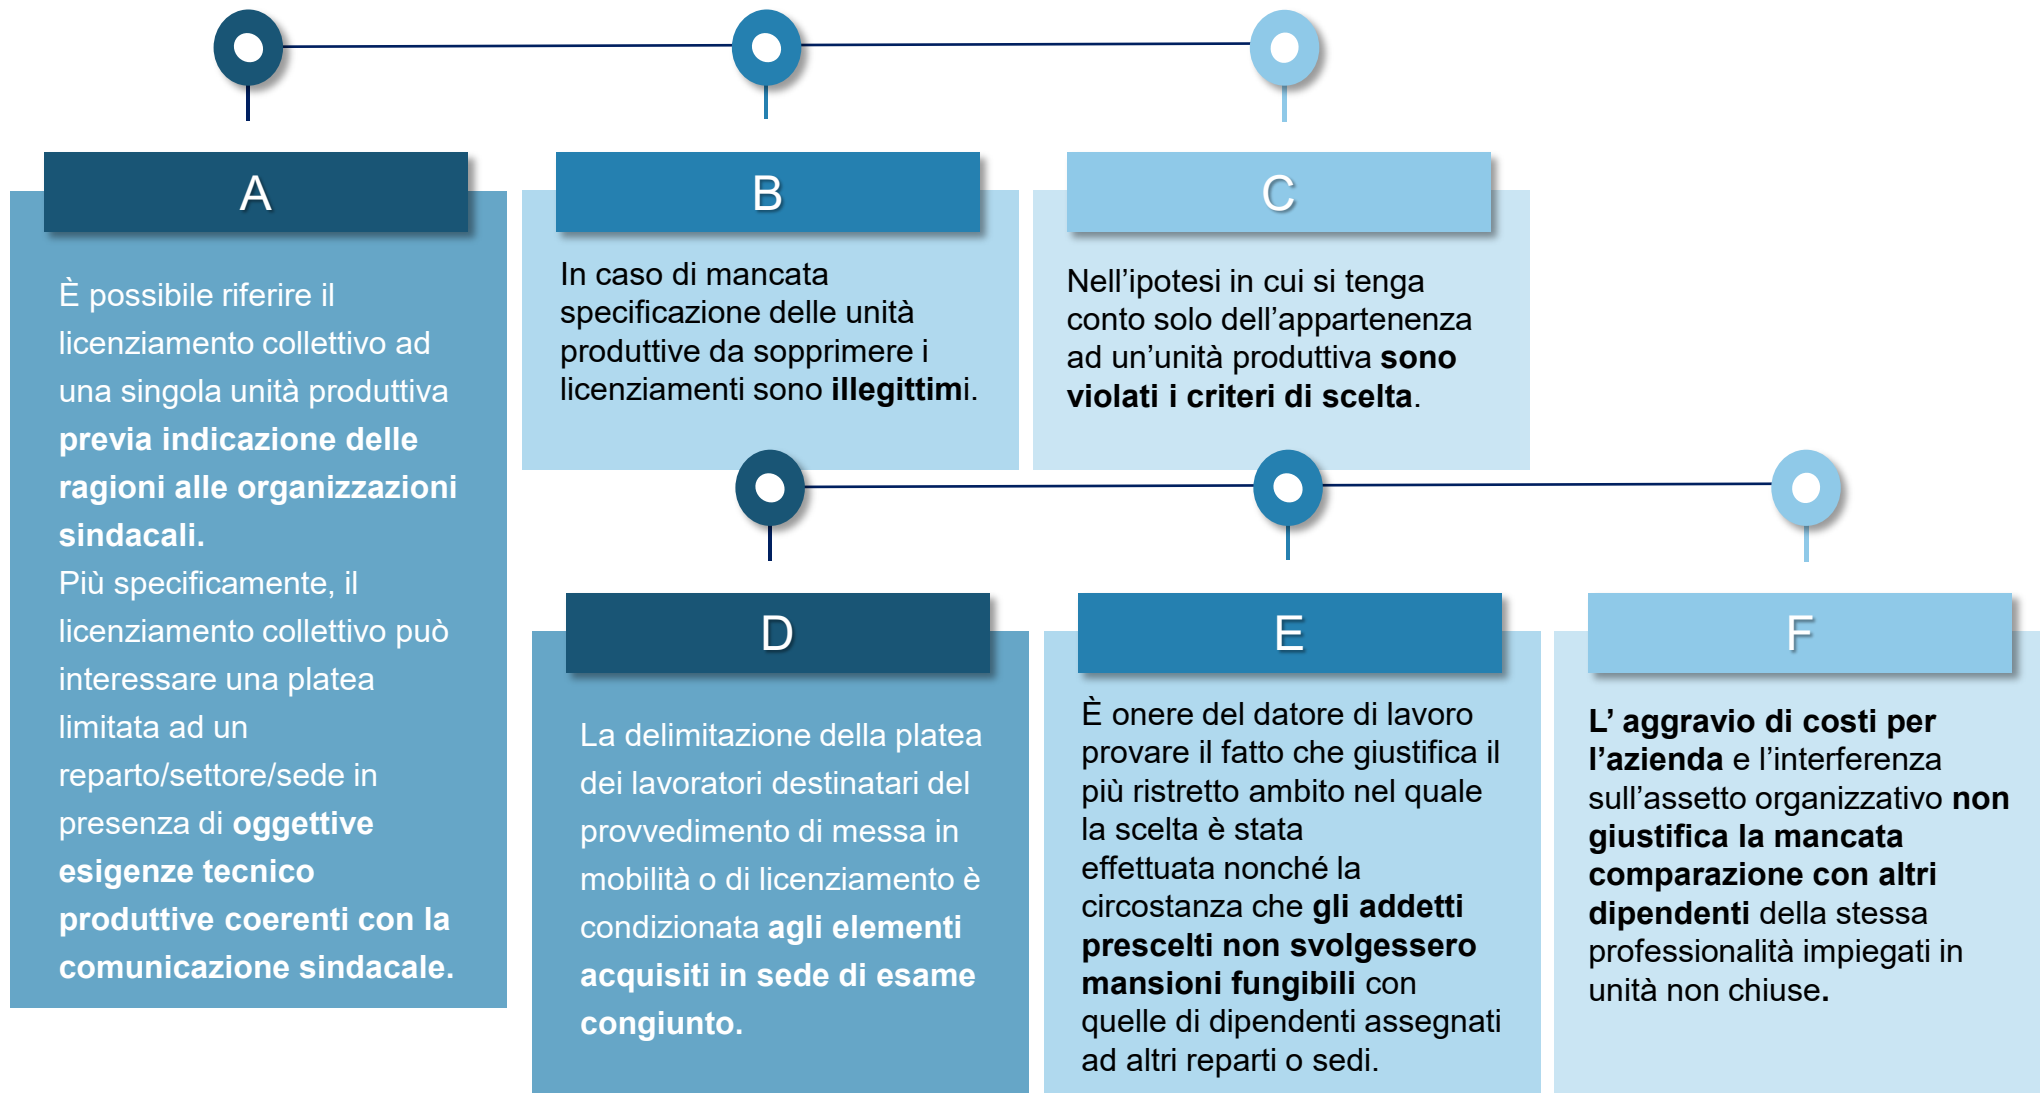 A
È possibile riferire il
licenziamento collettivo ad
una singola unità produttiva
previa indicazione delle
ragioni alle organizzazioni
sindacali.
Più specificamente, il
licenziamento collettivo può
interessare una platea
limitata ad un
reparto/settore/sede in
presenza di oggettive
esigenze tecnico
produttive coerenti con la
comunicazione sindacale.
B
In caso di mancata
specificazione delle unità
produttive da sopprimere i
licenziamenti sono illegittimi.
C
Nell’ipotesi in cui si tenga
conto solo dell’appartenenza
ad un’unità produttiva sono
violati i criteri di scelta.
D
La delimitazione della platea
dei lavoratori destinatari del
provvedimento di messa in
mobilità o di licenziamento è
condizionata agli elementi
acquisiti in sede di esame
congiunto.
E
È onere del datore di lavoro
provare il fatto che giustifica il
più ristretto ambito nel quale
la scelta è stata
effettuata nonché la
circostanza che gli addetti
prescelti non svolgessero
mansioni fungibili con
quelle di dipendenti assegnati
ad altri reparti o sedi.
F
L’ aggravio di costi per
l’azienda e l’interferenza
sull’assetto organizzativo non
giustifica la mancata
comparazione con altri
dipendenti della stessa
professionalità impiegati in
unità non chiuse.